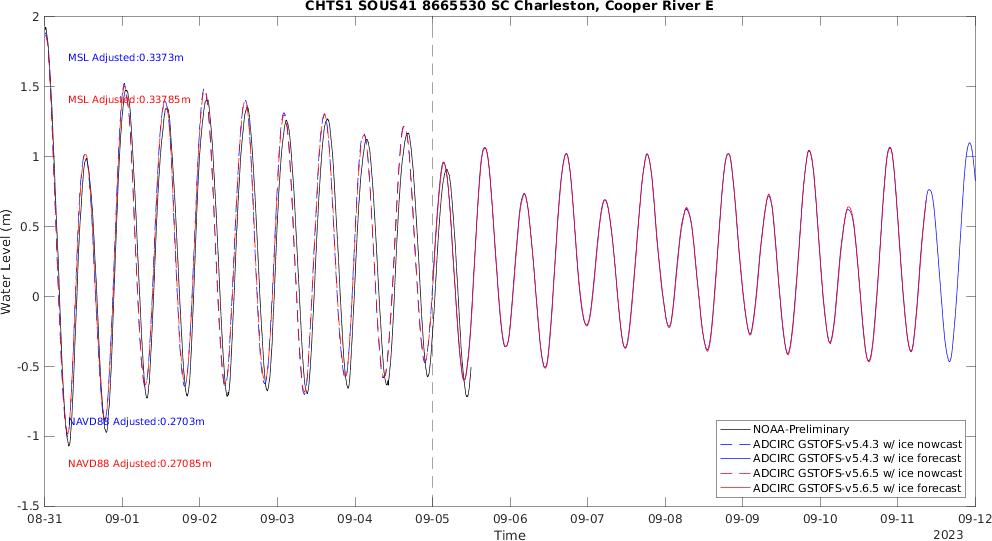 CHTS1 SOUS41 8665530 SC Charleston, Cooper River E
2
1.5
1
0.5
0
-0.5
-1
-1.5
Water Level (m)
MSL Adjusted:0.3373m
MSL Adjusted:0.33785m
NAVD88 Adjusted:0.2703m
NAVD88 Adjusted:0.27085m
NOAA-Preliminary
ADCIRC GSTOFS-v5.4.3 w/ ice nowcast
ADCIRC GSTOFS-v5.4.3 w/ ice forecast
ADCIRC GSTOFS-v5.6.5 w/ ice nowcast
ADCIRC GSTOFS-v5.6.5 w/ ice forecast
08-31 09-01 09-02 09-03 09-04 09-05 09-06 09-07 09-08 09-09 09-10 09-11 09-12
Time
2023